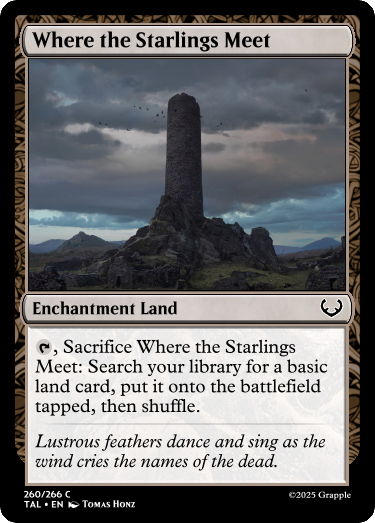 Where the Starlings Meet
Enchantment Land
, Sacrifice Where the Starlings
Meet: Search your library for a basic
land card, put it onto the battlefield
tapped, then shuffle.
Lustrous feathers dance and sing as the
wind cries the names of the dead.
260/266 C
TAL • EN Tomas Honz
©2025 Grapple